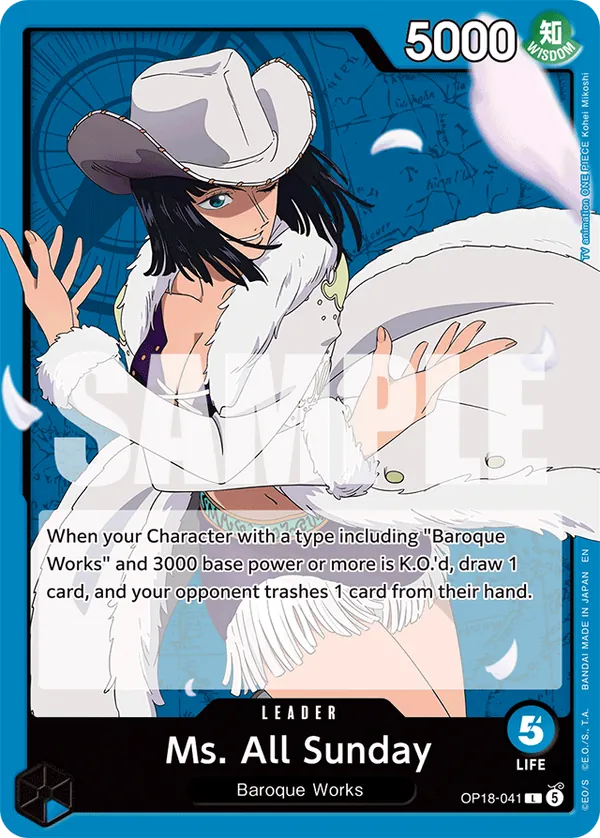 5000
知
WISDOM
TV animation ONE PIECE Kohei Mikoshi
SAMPLE
When your Character with a type including "Baroque
Works" and 3000 base power or more is K.O.'d, draw 1
card, and your opponent trashes 1 card from their hand.
©EO/S ©E.O./S., T.A. BANDAI MADE IN JAPAN EN
LEADER
Ms. All Sunday
Baroque Works
5
LIFE
OP18-041 L 5